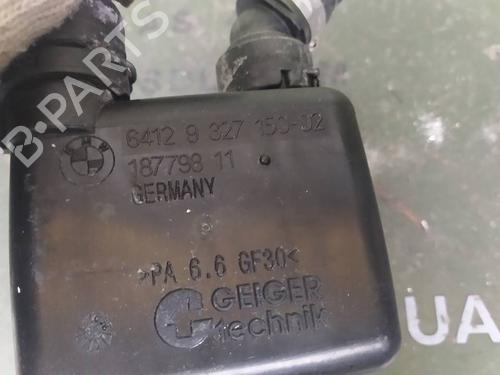 B-PARTS
6412 9 327 150-02
187798 11
GERMANY
>PA 6.6 GF30<
GEIGER
technik
UA